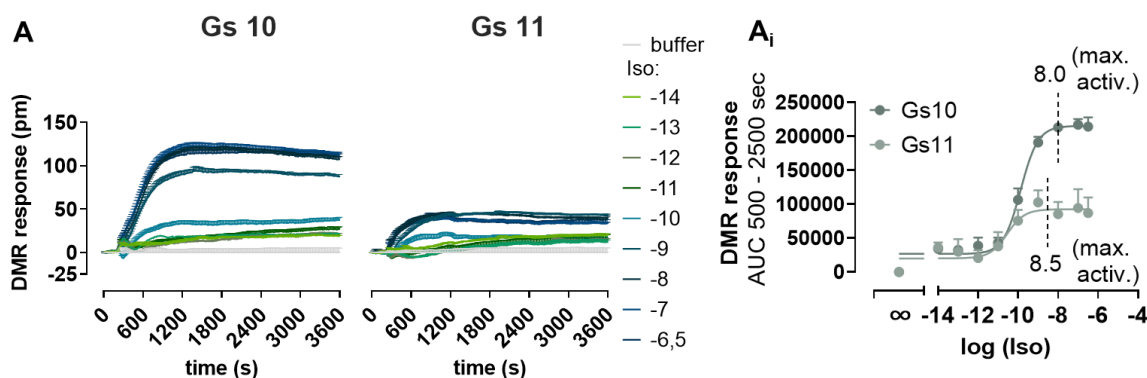 A
Gs 10
Gs 11
DMR response (pm)
150
100
50
0
-25
0
600
1200
1800
2400
3000
3600
time (s)
0
600
1200
1800
2400
3000
3600
time (s)
buffer
Iso:
-14
-13
-12
-11
-10
-9
-8
-7
-6,5
Ai
DMR response
AUC 500 - 2500 sec
250000
200000
150000
100000
50000
0
Gs10
Gs11
8.0
(max.
activ.)
8.5
(max.
activ.)
∞
-14
-12
-10
-8
-6
-4
log (Iso)